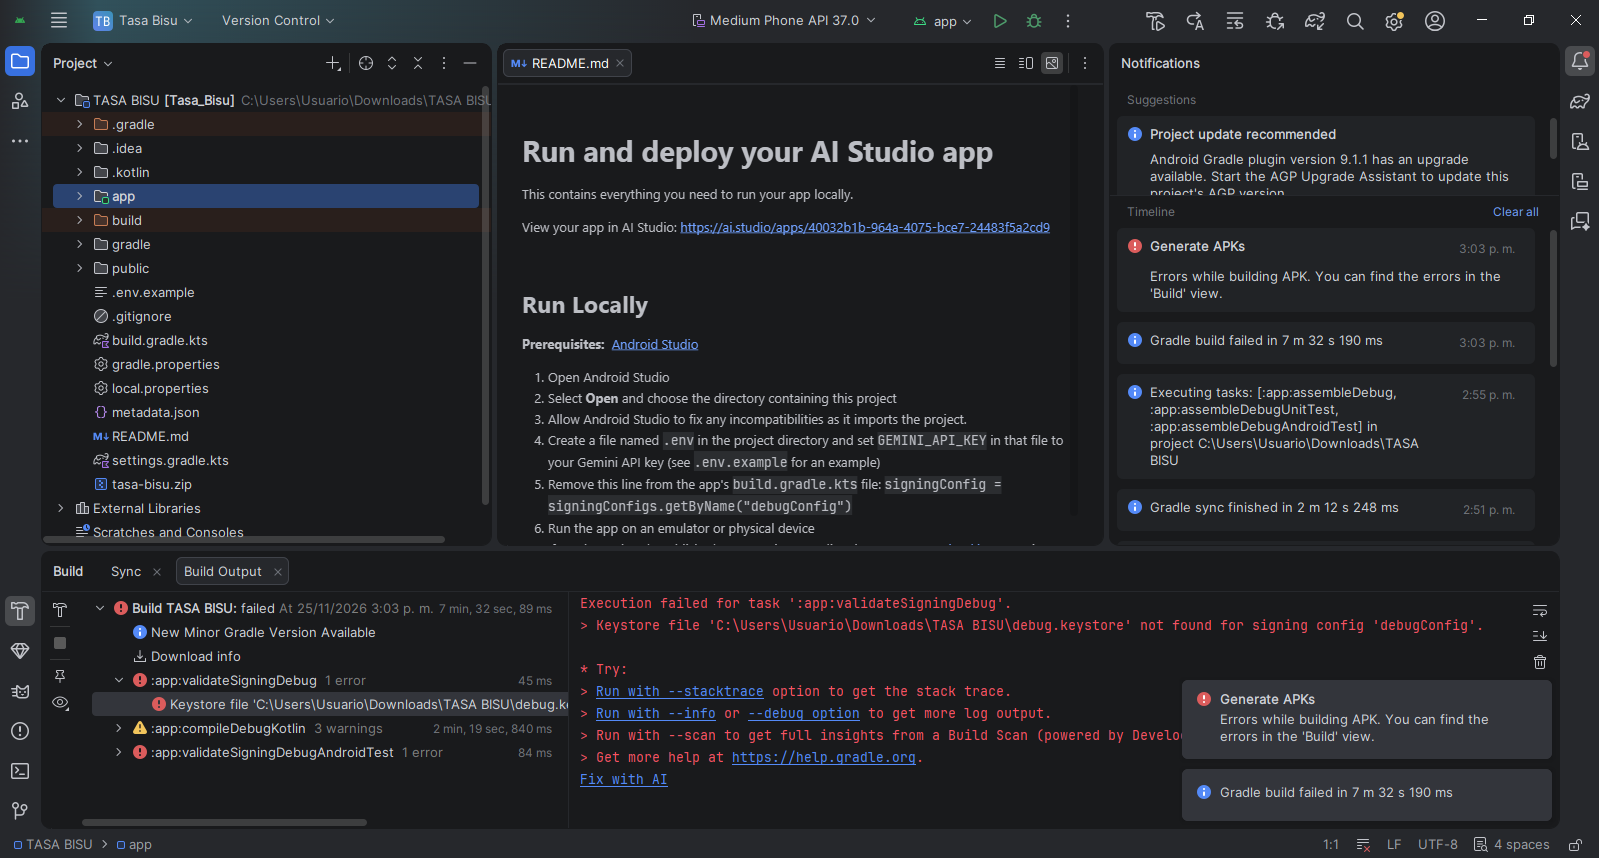 TB Tasa Bisu Version Control Medium Phone API 37.0 app
Project
TASA BISU [Tasa_Bisu] C:\Users\Usuario\Downloads\TASA BISU
.gradle
.idea
.kotlin
app
build
gradle
public
.env.example
.gitignore
build.gradle.kts
gradle.properties
local.properties
metadata.json
M↓ README.md
settings.gradle.kts
tasa-bisu.zip
External Libraries
Scratches and Consoles
M↓ README.md
Run and deploy your AI Studio app
This contains everything you need to run your app locally.
View your app in AI Studio: https://ai.studio/apps/40032b1b-964a-4075-bce7-24483f5a2cd9
Run Locally
Prerequisites: Android Studio
1. Open Android Studio
2. Select Open and choose the directory containing this project
3. Allow Android Studio to fix any incompatibilities as it imports the project.
4. Create a file named .env in the project directory and set GEMINI_API_KEY in that file to
your Gemini API key (see .env.example for an example)
5. Remove this line from the app's build.gradle.kts file: signingConfig =
signingConfigs.getByName("debugConfig")
6. Run the app on an emulator or physical device
Notifications
Suggestions
Project update recommended
Android Gradle plugin version 9.1.1 has an upgrade
available. Start the AGP Upgrade Assistant to update this
project's AGP version
Timeline Clear all
Generate APKs 3:03 p. m.
Errors while building APK. You can find the errors in the
'Build' view.
Gradle build failed in 7 m 32 s 190 ms 3:03 p. m.
Executing tasks: [:app:assembleDebug, 2:55 p. m.
:app:assembleDebugUnitTest,
:app:assembleDebugAndroidTest] in
project C:\Users\Usuario\Downloads\TASA
BISU
Gradle sync finished in 2 m 12 s 248 ms 2:51 p. m.
Build Sync Build Output
Build TASA BISU: failed At 25/11/2026 3:03 p. m. 7 min, 32 sec, 89 ms
New Minor Gradle Version Available
Download info
:app:validateSigningDebug 1 error 45 ms
Keystore file 'C:\Users\Usuario\Downloads\TASA BISU\debug.ke
:app:compileDebugKotlin 3 warnings 2 min, 19 sec, 840 ms
:app:validateSigningDebugAndroidTest 1 error 84 ms
Execution failed for task ':app:validateSigningDebug'.
> Keystore file 'C:\Users\Usuario\Downloads\TASA BISU\debug.keystore' not found for signing config 'debugConfig'.
* Try:
> Run with --stacktrace option to get the stack trace.
> Run with --info or --debug option to get more log output.
> Run with --scan to get full insights from a Build Scan (powered by Develo
> Get more help at https://help.gradle.org.
Fix with AI
Generate APKs
Errors while building APK. You can find the
errors in the 'Build' view.
Gradle build failed in 7 m 32 s 190 ms
TASA BISU > app 1:1 LF UTF-8 4 spaces